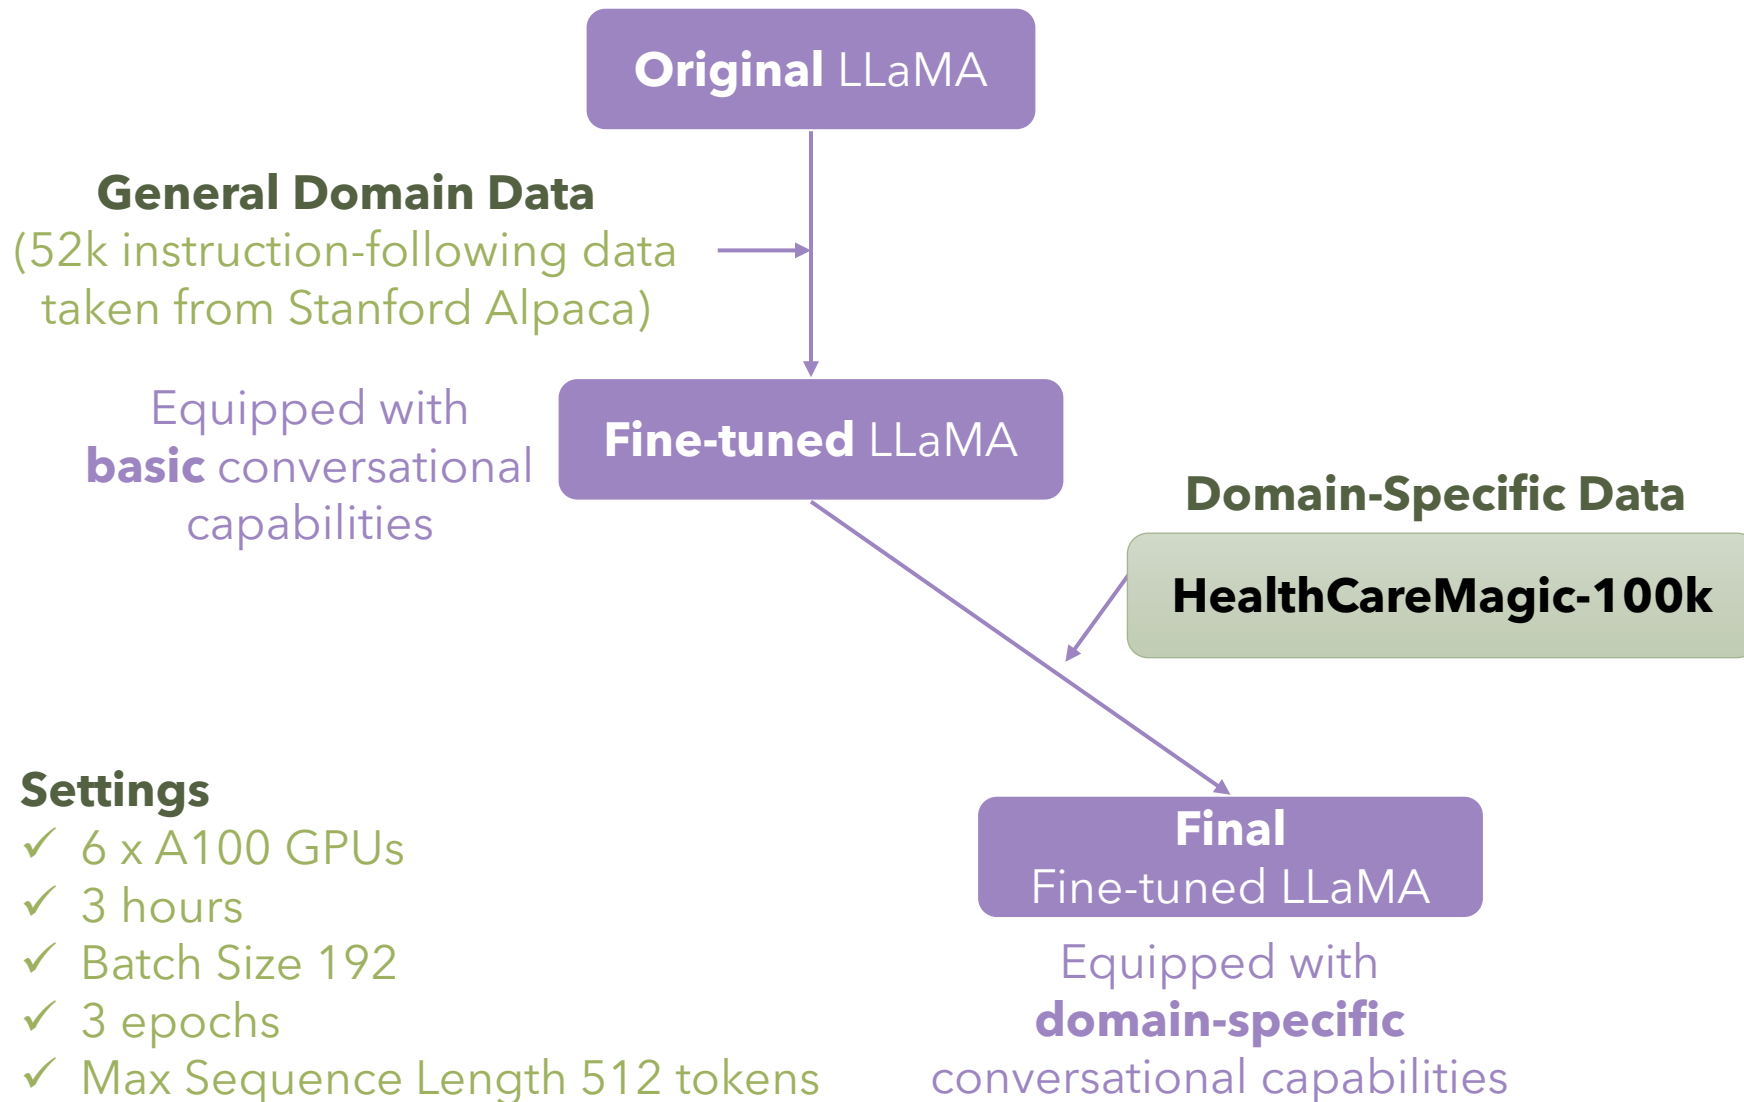 Original LLaMA
General Domain Data
(52k instruction-following data
taken from Stanford Alpaca)
Equipped with
basic conversational
capabilities
Fine-tuned LLaMA
Domain-Specific Data
HealthCareMagic-100k
Settings
✓ 6 x A100 GPUs
✓ 3 hours
✓ Batch Size 192
✓ 3 epochs
✓ Max Sequence Length 512 tokens
Final
Fine-tuned LLaMA
Equipped with
domain-specific
conversational capabilities